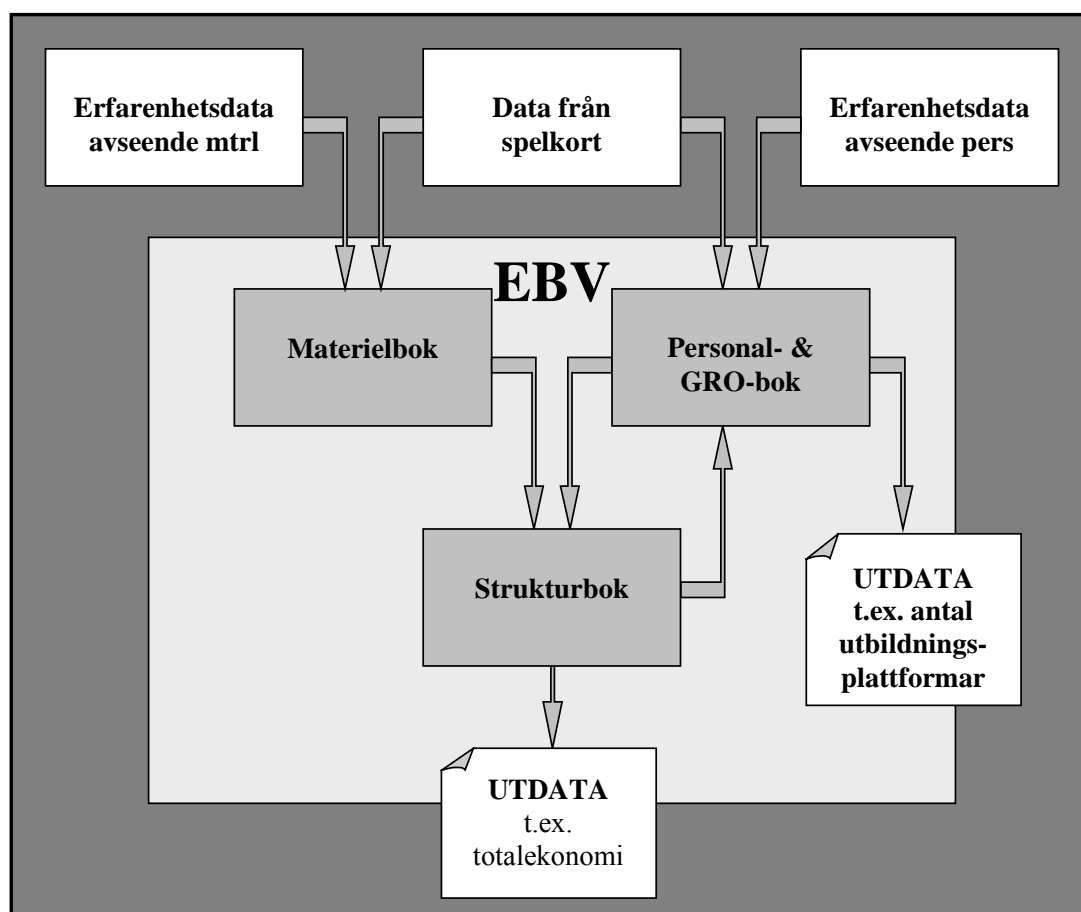 Erfarenhetsdata
avseende mtrl
Data från
spelkort
Erfarenhetsdata
avseende pers
EBV
Materielbok
Personal- &
GRO-bok
Strukturbok
UTDATA
t.ex. antal
utbildnings-
plattformar
UTDATA
t.ex.
totalekonomi